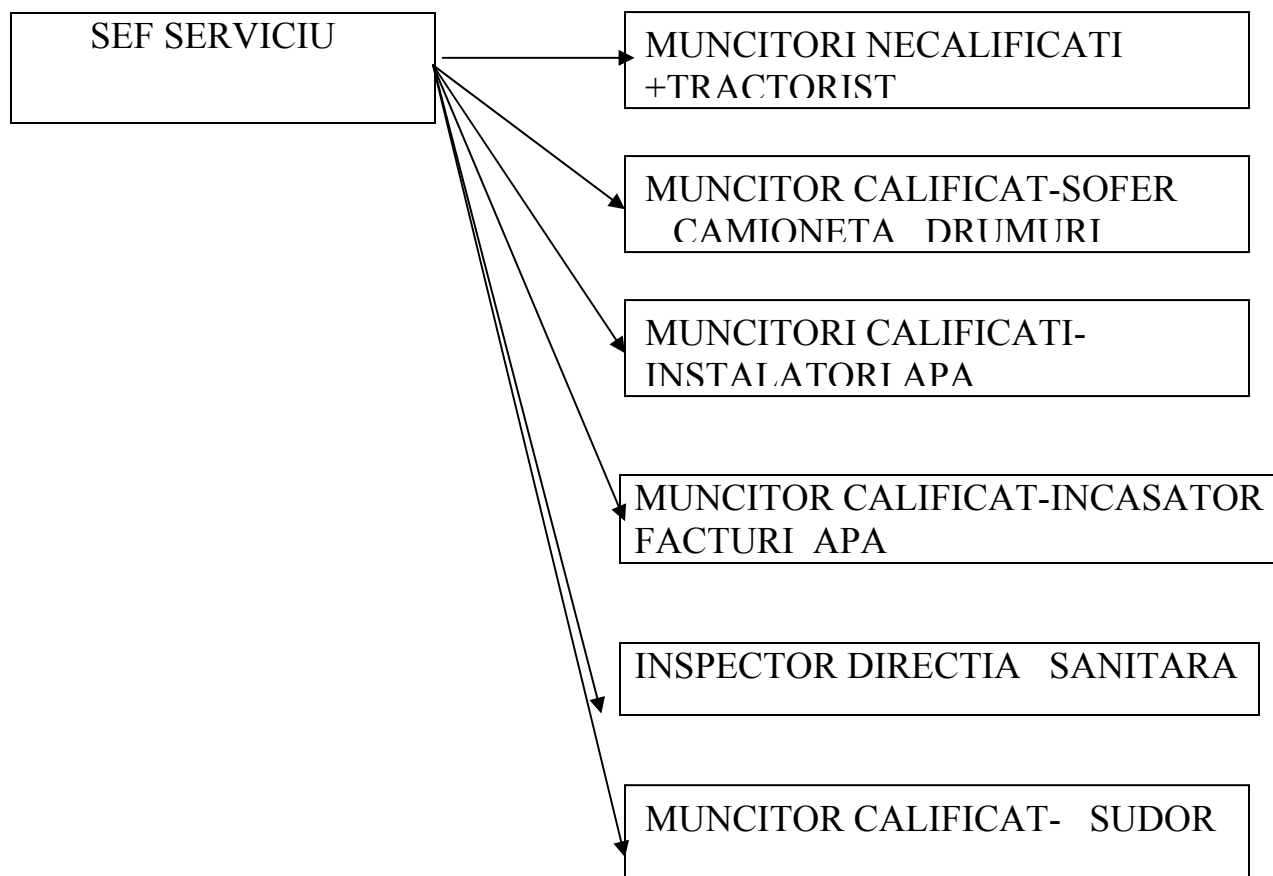 SEF SERVICIU
MUNCITORI NECALIFICATI
+TRACTORIST
MUNCITOR CALIFICAT-SOFER
CAMIONETA DRUMURI
MUNCITORI CALIFICATI-
INSTALATORI APA
MUNCITOR CALIFICAT-INCASATOR
FACTURI APA
INSPECTOR DIRECTIA SANITARA
MUNCITOR CALIFICAT- SUDOR